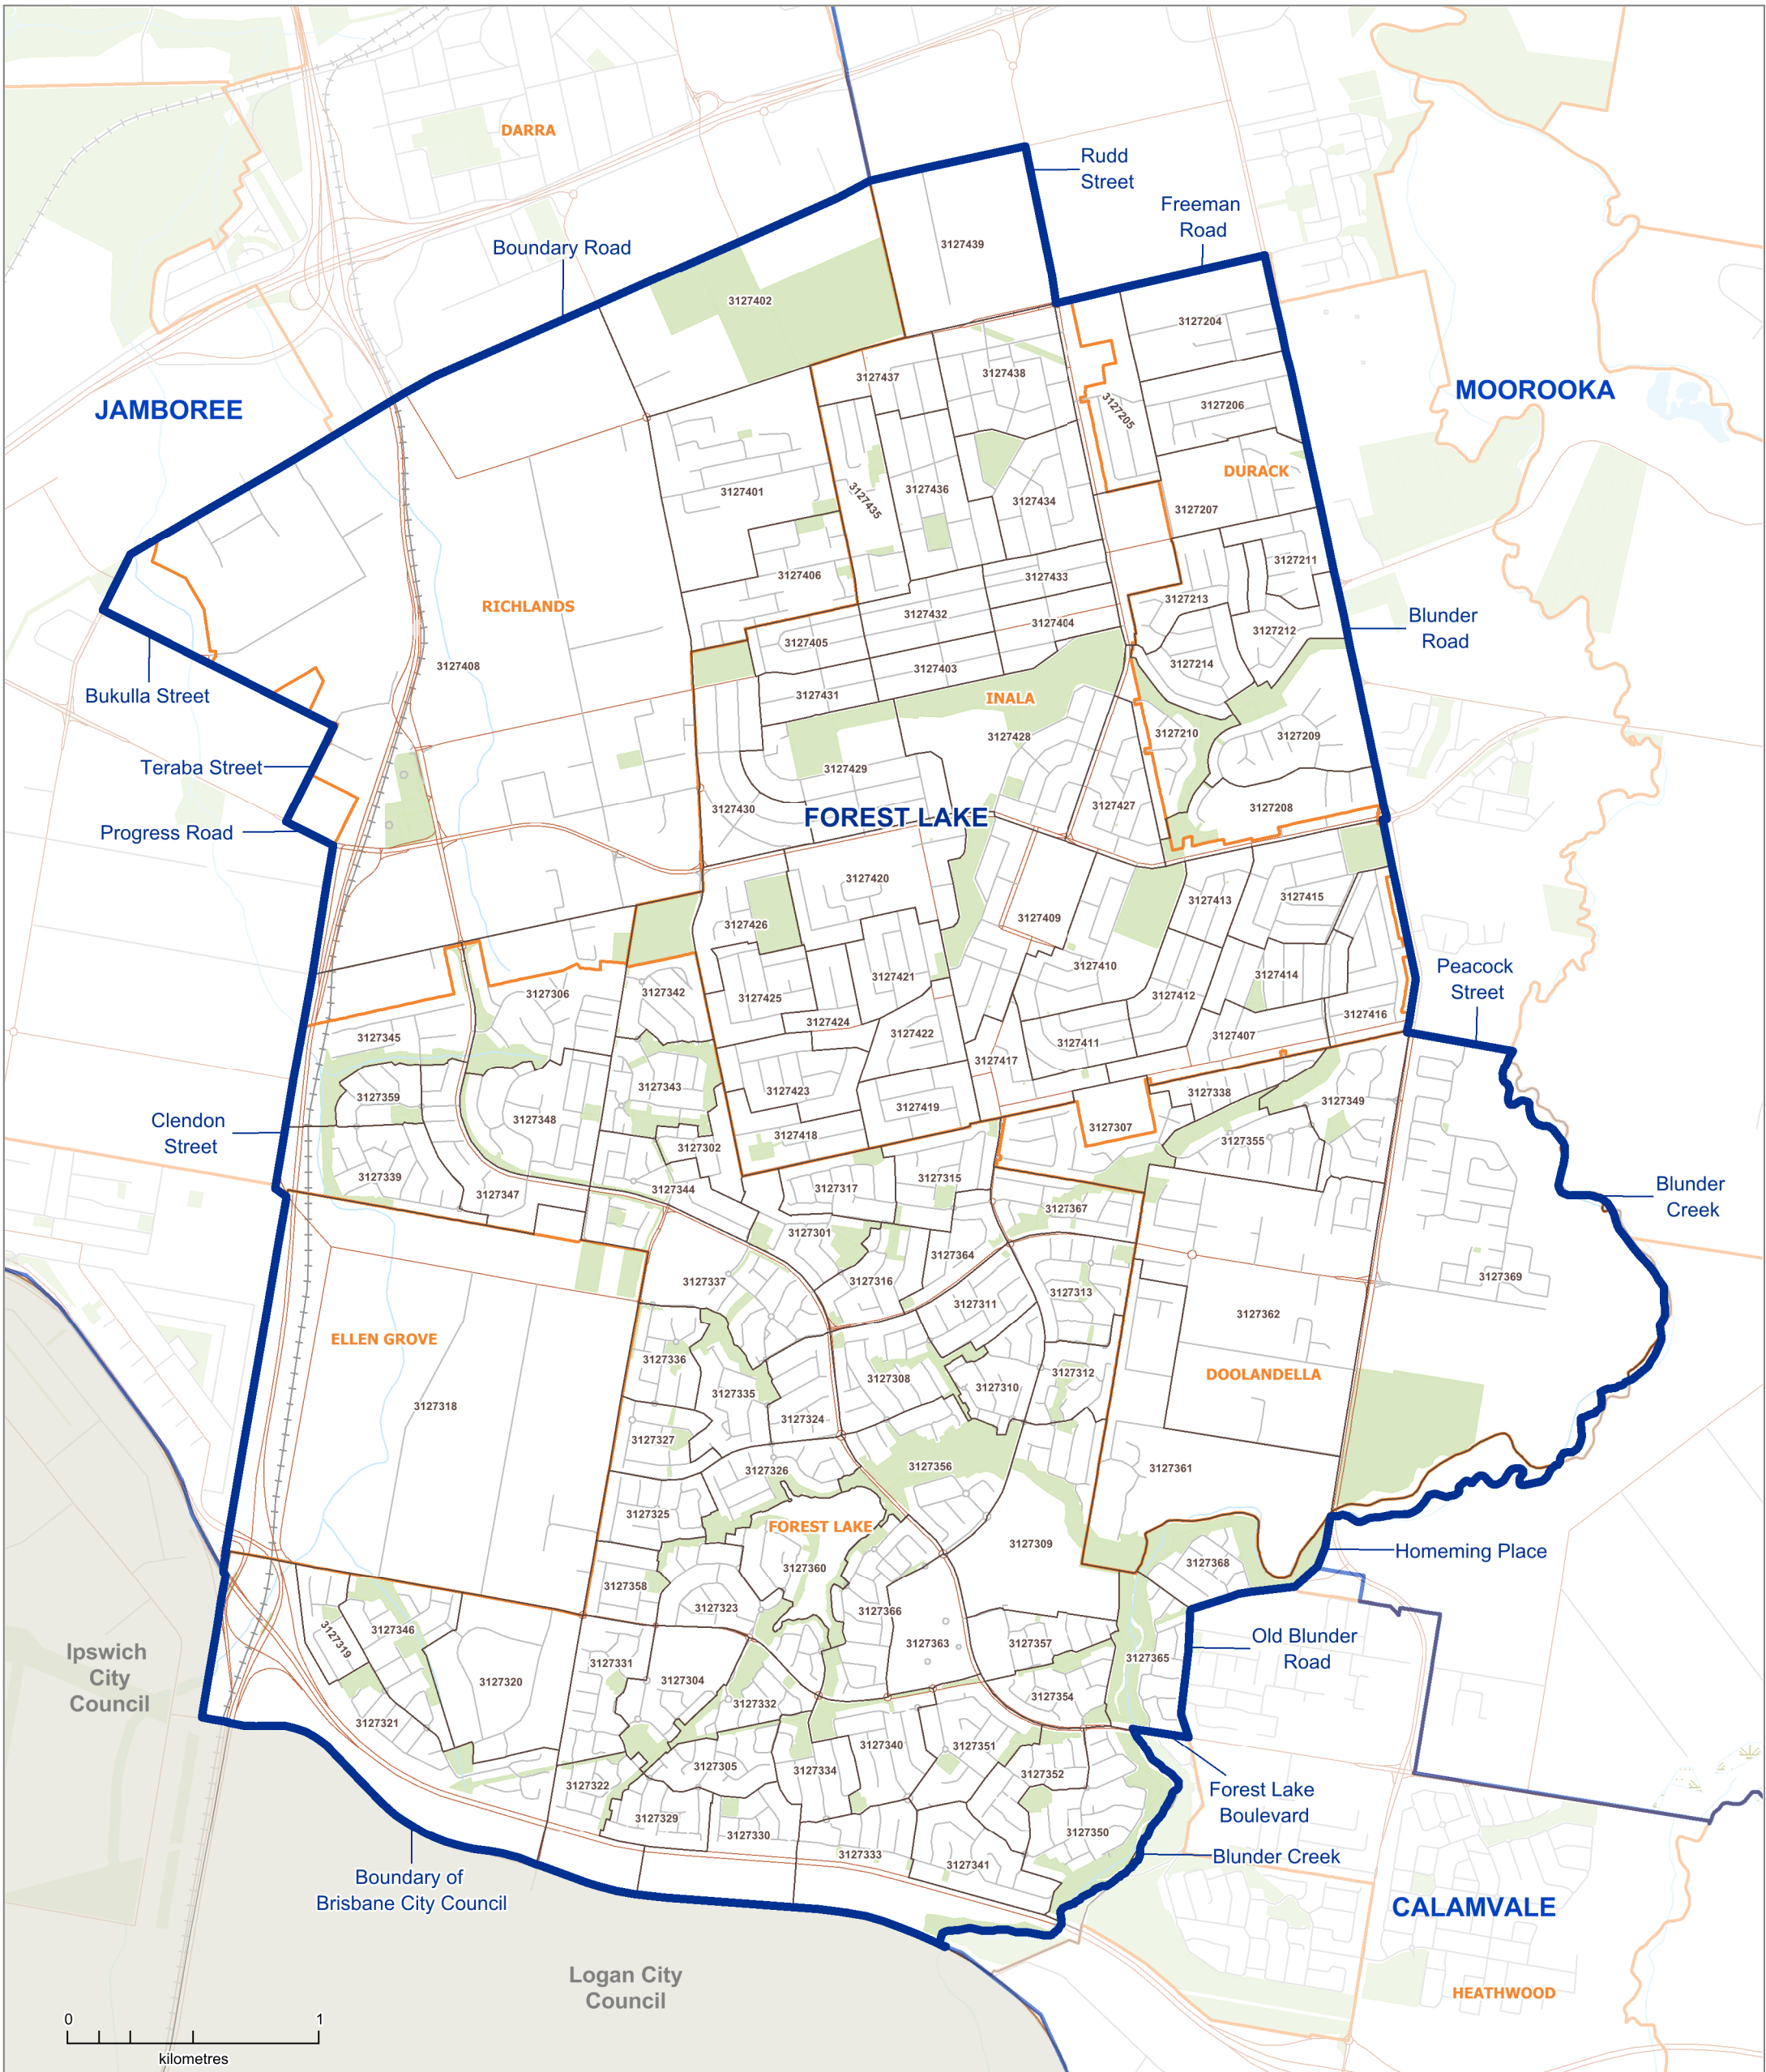 DARRA
Rudd
Street
Freeman
Road
Boundary Road
3127439
3127402
3127204
JAMBOREE
MOOROOKA
3127437
3127438
3127205
3127206
DURACK
3127401
3127435
3127436
3127434
3127207
3127211
3127406
3127433
RICHLANDS
3127213
3127432
3127404
Blunder
Road
3127405
3127212
3127408
3127403
3127214
Bukulla Street
3127431
INALA
3127428
3127210
3127209
Teraba Street
3127429
3127427
3127208
3127430
FOREST LAKE
Progress Road
3127420
3127415
3127413
3127409
3127426
Peacock
Street
3127410
3127414
3127421
3127306
3127342
3127425
3127412
3127416
3127424
3127422
3127407
3127345
3127411
3127417
3127343
3127423
3127338
3127359
3127349
3127419
Clendon
Street
3127348
3127307
3127418
3127355
3127302
3127339
3127315
3127317
3127344
Blunder
Creek
3127347
3127367
3127301
3127364
3127337
3127316
3127369
3127313
3127311
3127362
ELLEN GROVE
3127336
3127312
DOOLANDELLA
3127308
3127310
3127335
3127318
3127324
3127327
3127356
3127361
3127326
3127325
FOREST LAKE
3127309
Homeming Place
3127368
3127360
3127358
3127323
3127366
3127346
3127319
Old Blunder
Road
3127363
3127357
3127365
Ipswich
City
Council
3127331
3127304
3127320
3127354
3127332
3127321
3127340
3127351
3127305
3127334
3127352
3127322
Forest Lake
Boulevard
3127329
3127330
3127350
3127333
Blunder Creek
3127341
Boundary of
Brisbane City Council
CALAMVALE
Logan City
Council
HEATHWOOD
0 1
kilometres